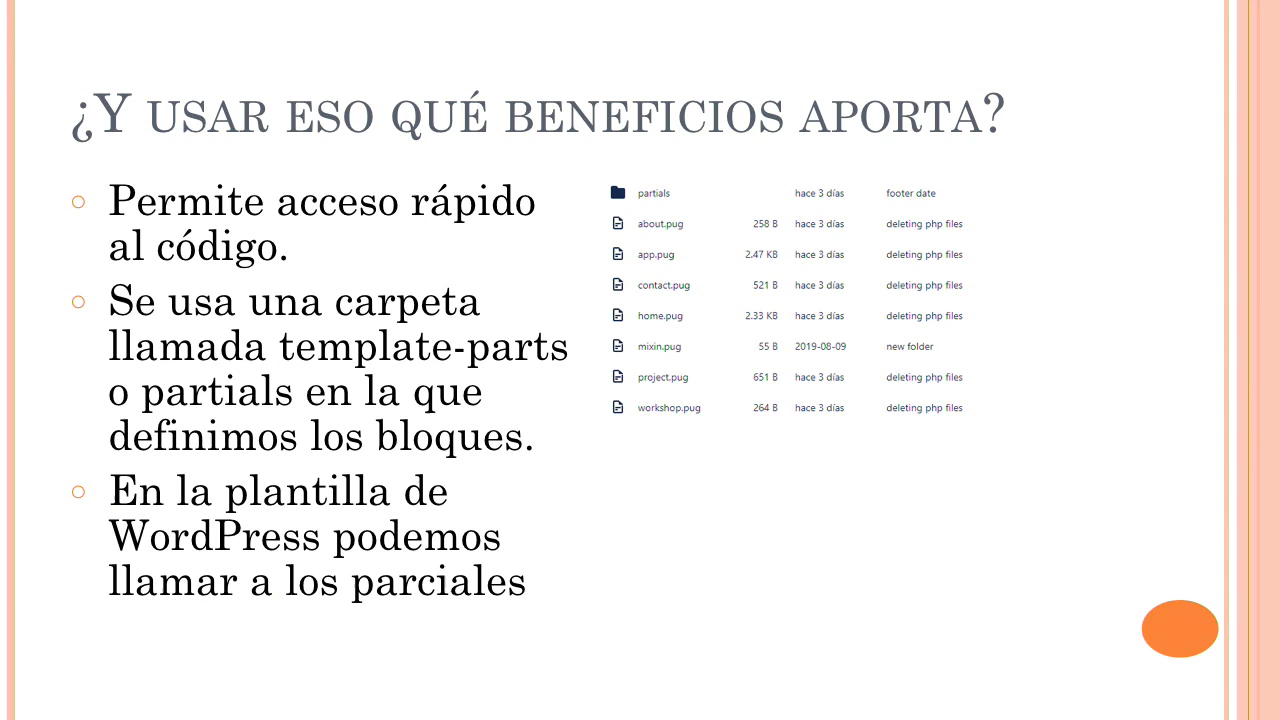 ¿Y USAR ESO QUÉ BENEFICIOS APORTA?
Permite acceso rápido
al código.
Se usa una carpeta
llamada template-parts
o partials en la que
definimos los bloques.
En la plantilla de
WordPress podemos
llamar a los parciales
partials hace 3 días footer date
about.pug 258 B hace 3 días deleting php files
app.pug 2.47 KB hace 3 días deleting php files
contact.pug 521 B hace 3 días deleting php files
home.pug 2.33 KB hace 3 días deleting php files
mixin.pug 55 B 2019-08-09 new folder
project.pug 651 B hace 3 días deleting php files
workshop.pug 264 B hace 3 días deleting php files